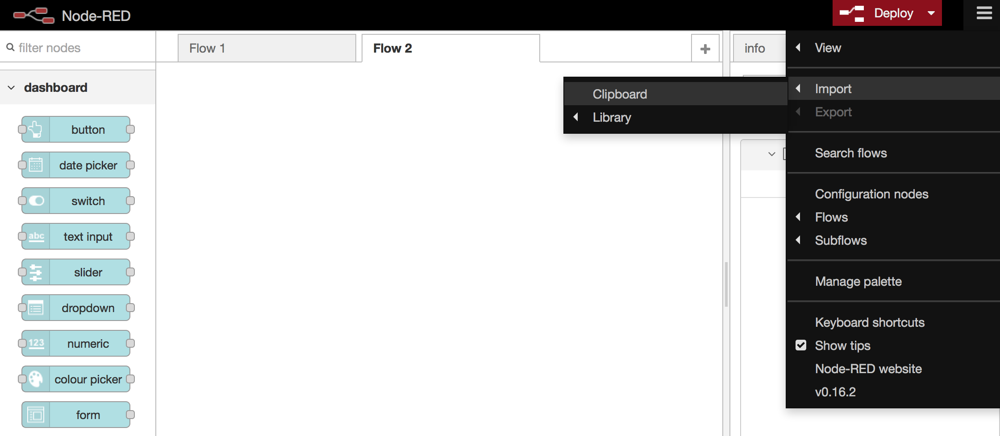 Node-RED
Deploy
filter nodes
Flow 1
Flow 2
info
dashboard
button
date picker
switch
abc
text input
slider
dropdown
123
numeric
colour picker
form
Clipboard
Library
View
Import
Export
Search flows
Configuration nodes
Flows
Subflows
Manage palette
Keyboard shortcuts
Show tips
Node-RED website
v0.16.2